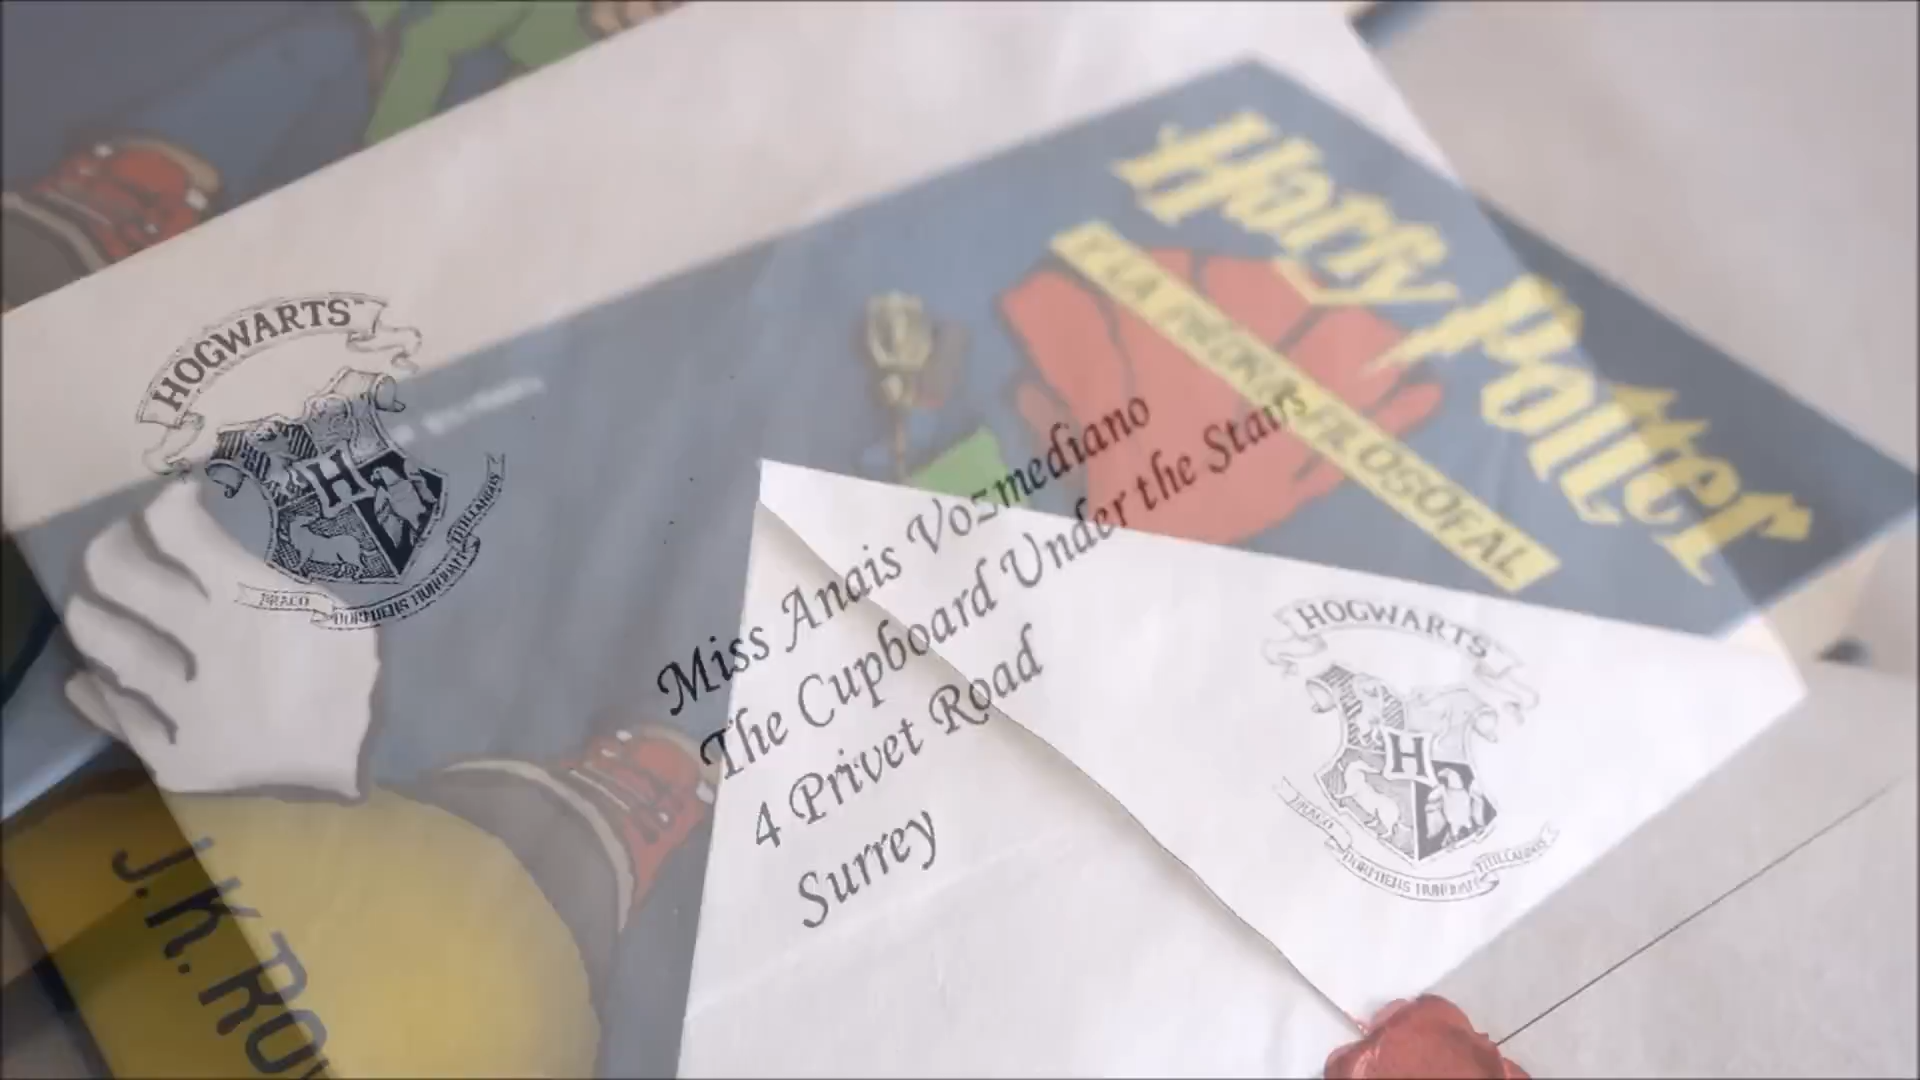 HOGWARTS
H
DRACO DORMIENS NUNQUAM TITILLANDUS
Miss Anais Vozmediano
The Cupboard Under the Stairs
4 Privet Road
Surrey
Harry Potter
FILOSOFAL
HOGWARTS
H
DRACO DORMIENS NUNQUAM TITILLANDUS
J.K.RO